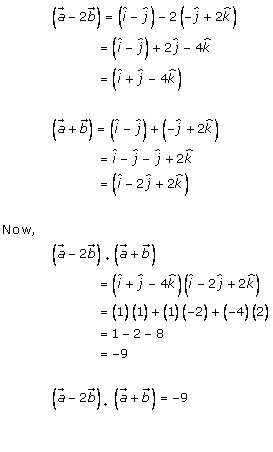 (a⃗ − 2b⃗) = (î − ĵ) − 2(−ĵ + 2k̂)
= (î − ĵ) + 2ĵ − 4k̂
= (î + ĵ − 4k̂)
(a⃗ + b⃗) = (î − ĵ) + (−ĵ + 2k̂)
= î − ĵ − ĵ + 2k̂
= (î − 2ĵ + 2k̂)
Now,
(a⃗ − 2b⃗) . (a⃗ + b⃗)
= (î + ĵ − 4k̂)(î − 2ĵ + 2k̂)
= (1)(1) + (1)(−2) + (−4)(2)
= 1 − 2 − 8
= −9
(a⃗ − 2b⃗) . (a⃗ + b⃗) = −9